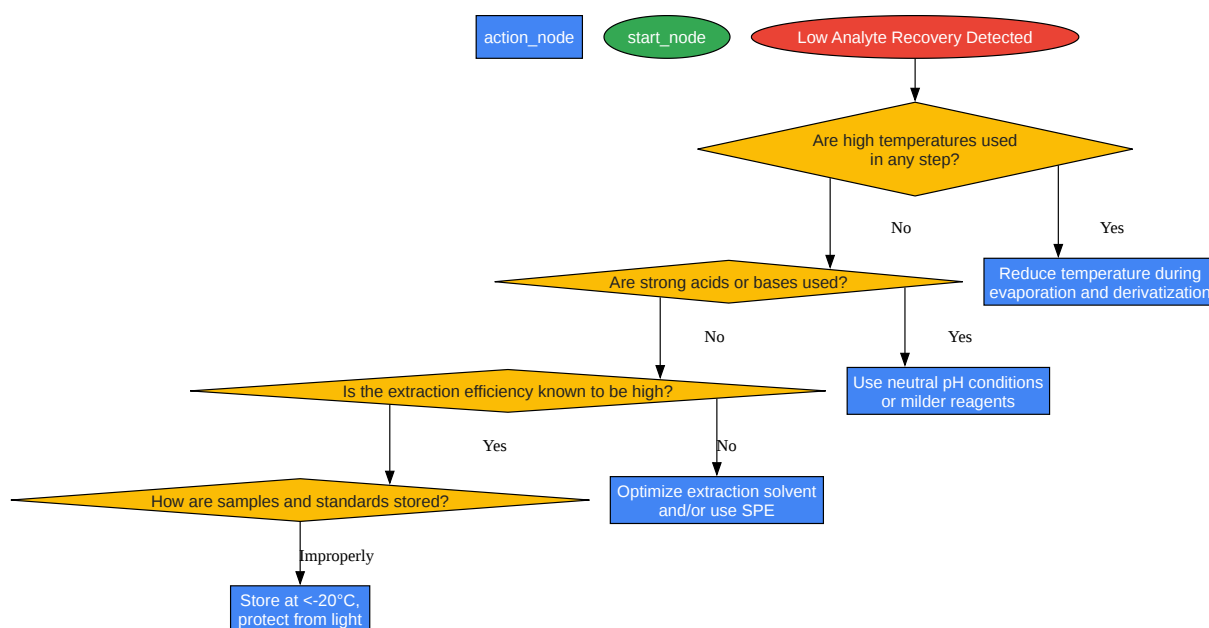 action_node
start_node
Low Analyte Recovery Detected
Are high temperatures used
in any step?
No
Yes
Reduce temperature during
evaporation and derivatization
Are strong acids or bases used?
No
Yes
Use neutral pH conditions
or milder reagents
Is the extraction efficiency known to be high?
Yes
No
Optimize extraction solvent
and/or use SPE
How are samples and standards stored?
Improperly
Store at <-20°C,
protect from light